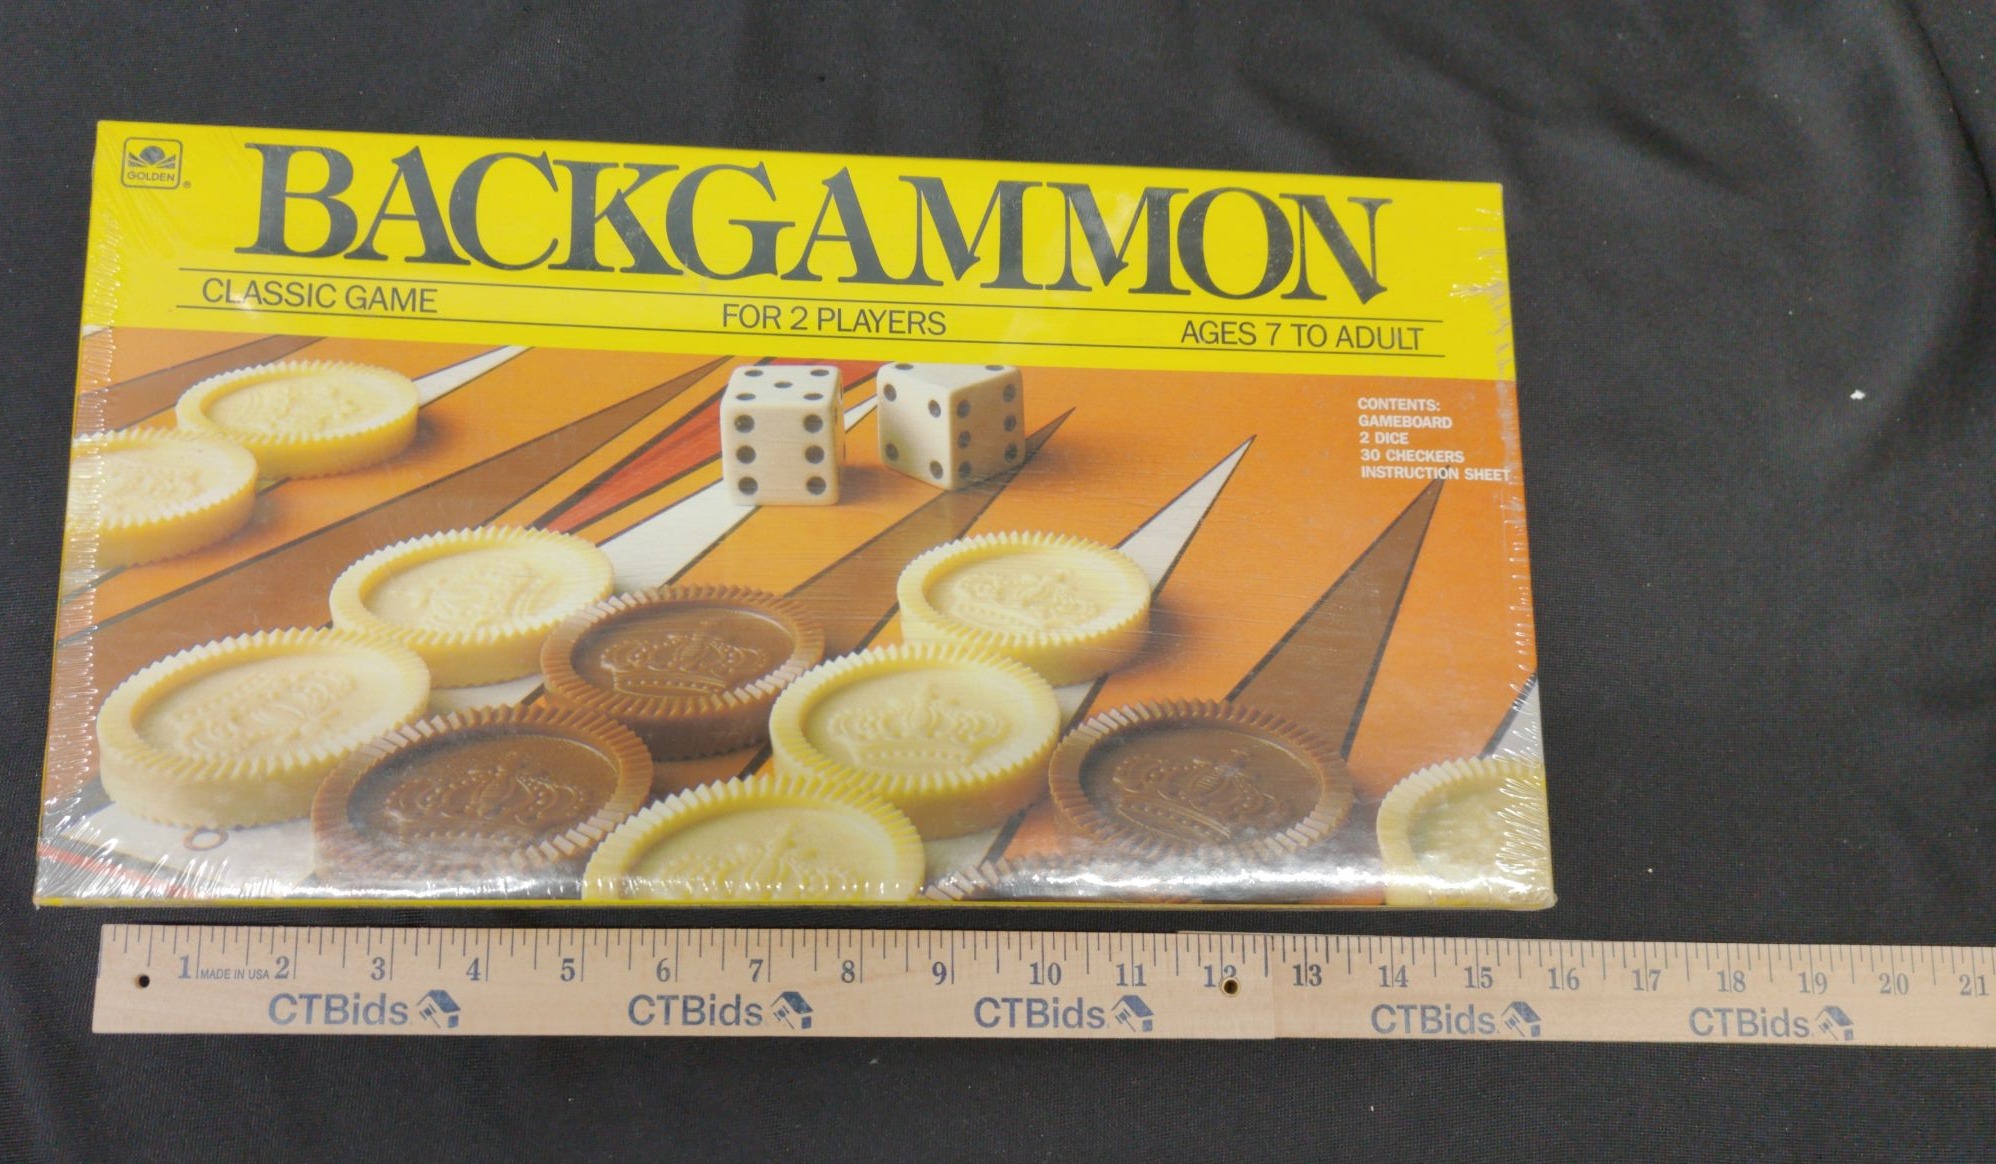 GOLDEN ®
BACKGAMMON
CLASSIC GAME
FOR 2 PLAYERS
AGES 7 TO ADULT
CONTENTS:
GAMEBOARD
2 DICE
30 CHECKERS
INSTRUCTION SHEET
8
1 MADE IN USA 2 3 4 5 6 7 8 9 10 11 12 13 14 15 16 17 18 19 20 21
CTBids CTBids CTBids CTBids CTBids